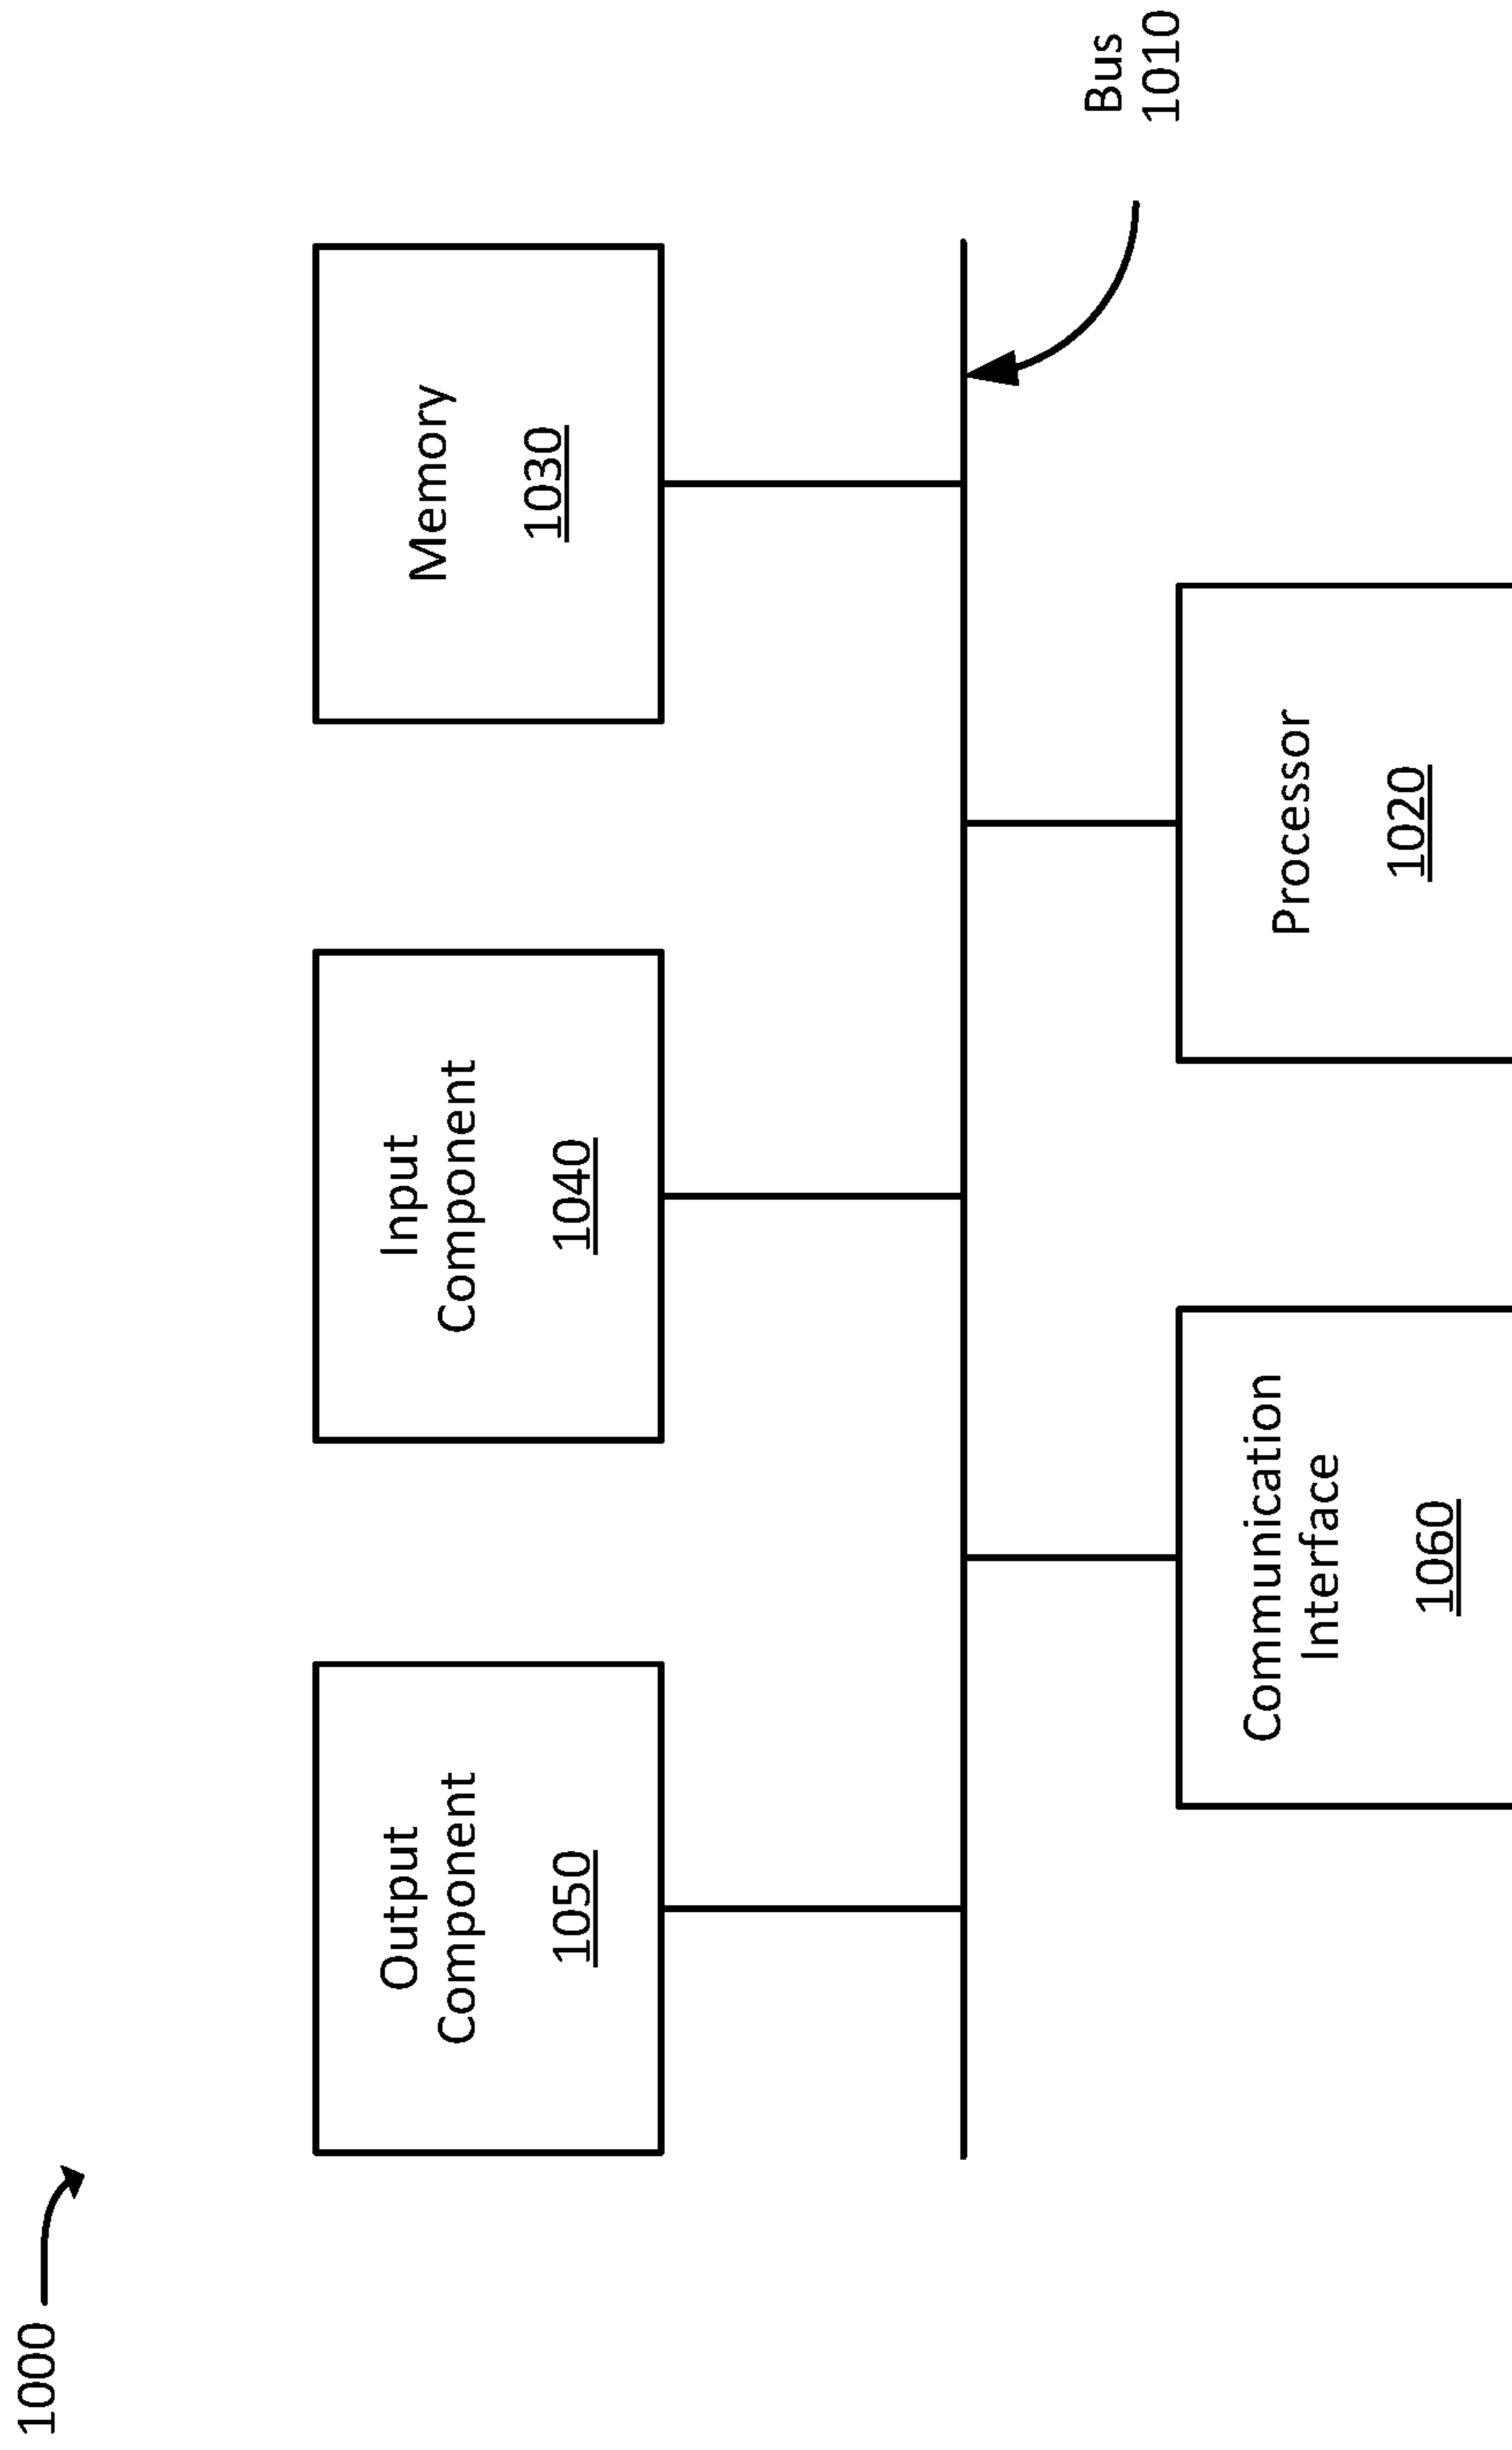 1000
Output
Component
1050
Input
Component
1040
Memory
1030
Bus
1010
Communication
Interface
1060
Processor
1020